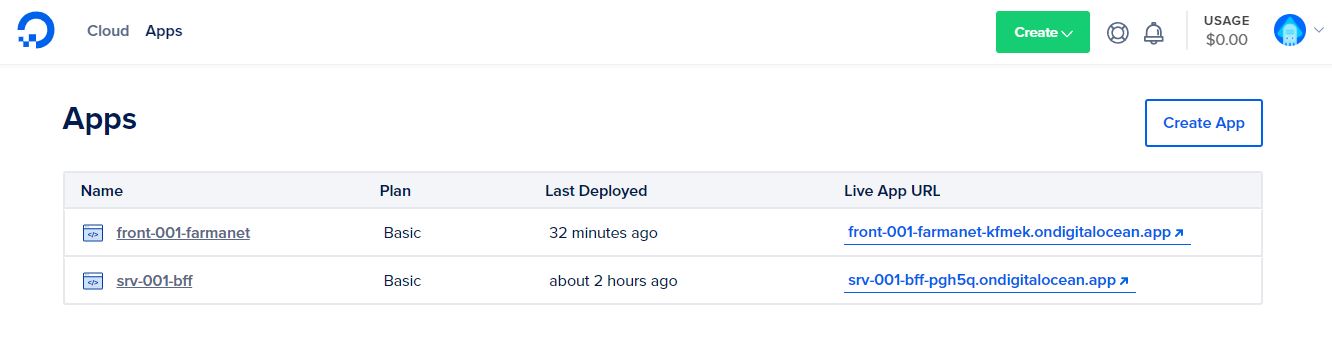 Cloud Apps Create USAGE
$0.00
Apps
Create App
Name Plan Last Deployed Live App URL
</> front-001-farmanet Basic 32 minutes ago front-001-farmanet-kfmek.ondigitalocean.app
</> srv-001-bff Basic about 2 hours ago srv-001-bff-pgh5q.ondigitalocean.app